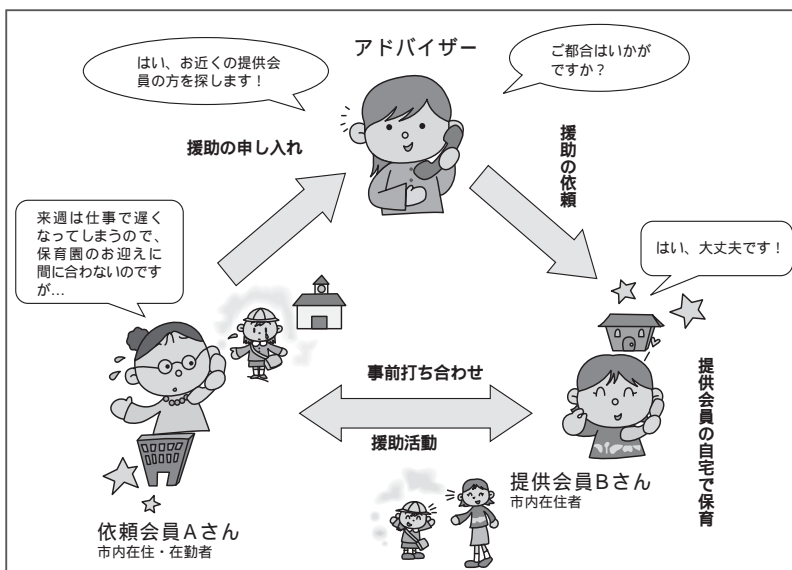 アドバイザー
はい、お近くの提供会
員の方を探します!
ご都合はいかが
ですか?
援助の申し入れ
援助の依頼
来週は仕事で遅く
なってしまうので、
保育園のお迎えに
間に合わないのです
が…
はい、大丈夫です!
事前打ち合わせ
援助活動
提供会員の自宅で保育
依頼会員Aさん
市内在住・在勤者
提供会員Bさん
市内在住者